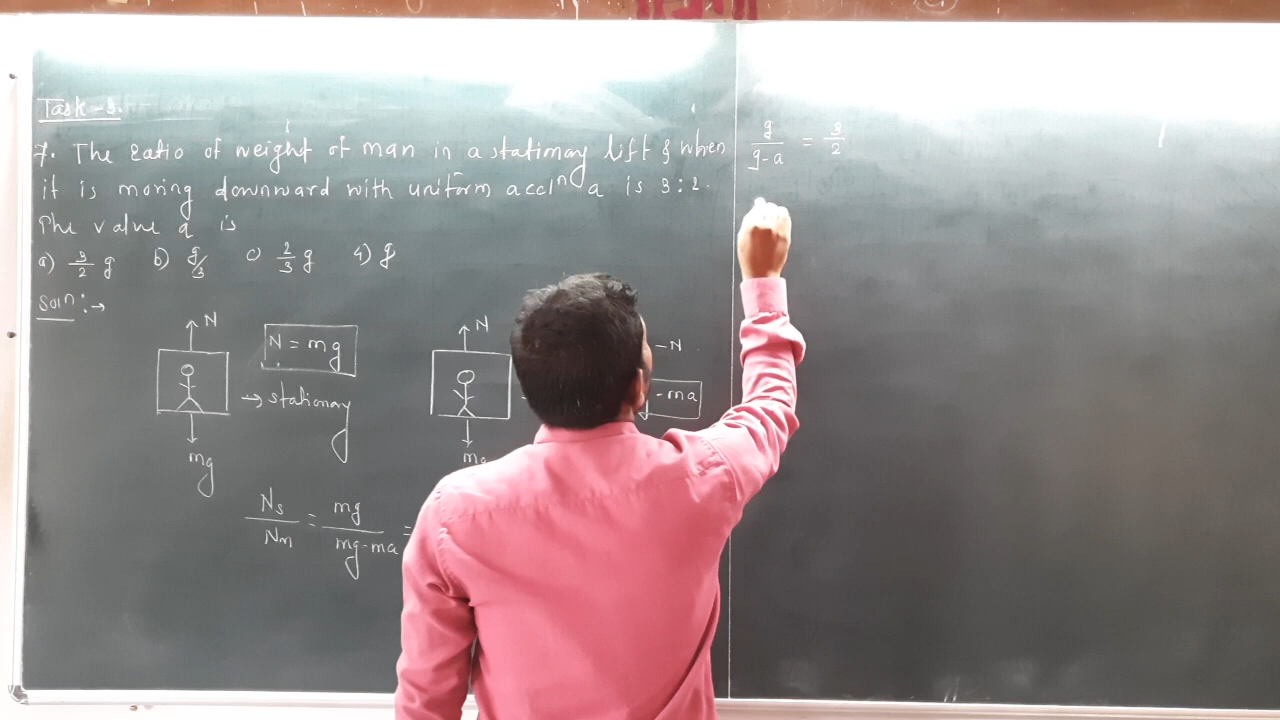 Task-3.
7. The Ratio of weight of man in a stationary lift & when
it is moving downward with uniform accln a is 3:2.
The value a is
a) 3/2 g b) g/3 c) 2/3 g 4) g
Soln:→
N
N = mg
→ stationary
mg
N
-N
-ma
Ns/Nm = mg/mg-ma =
g/g-a = 3/2